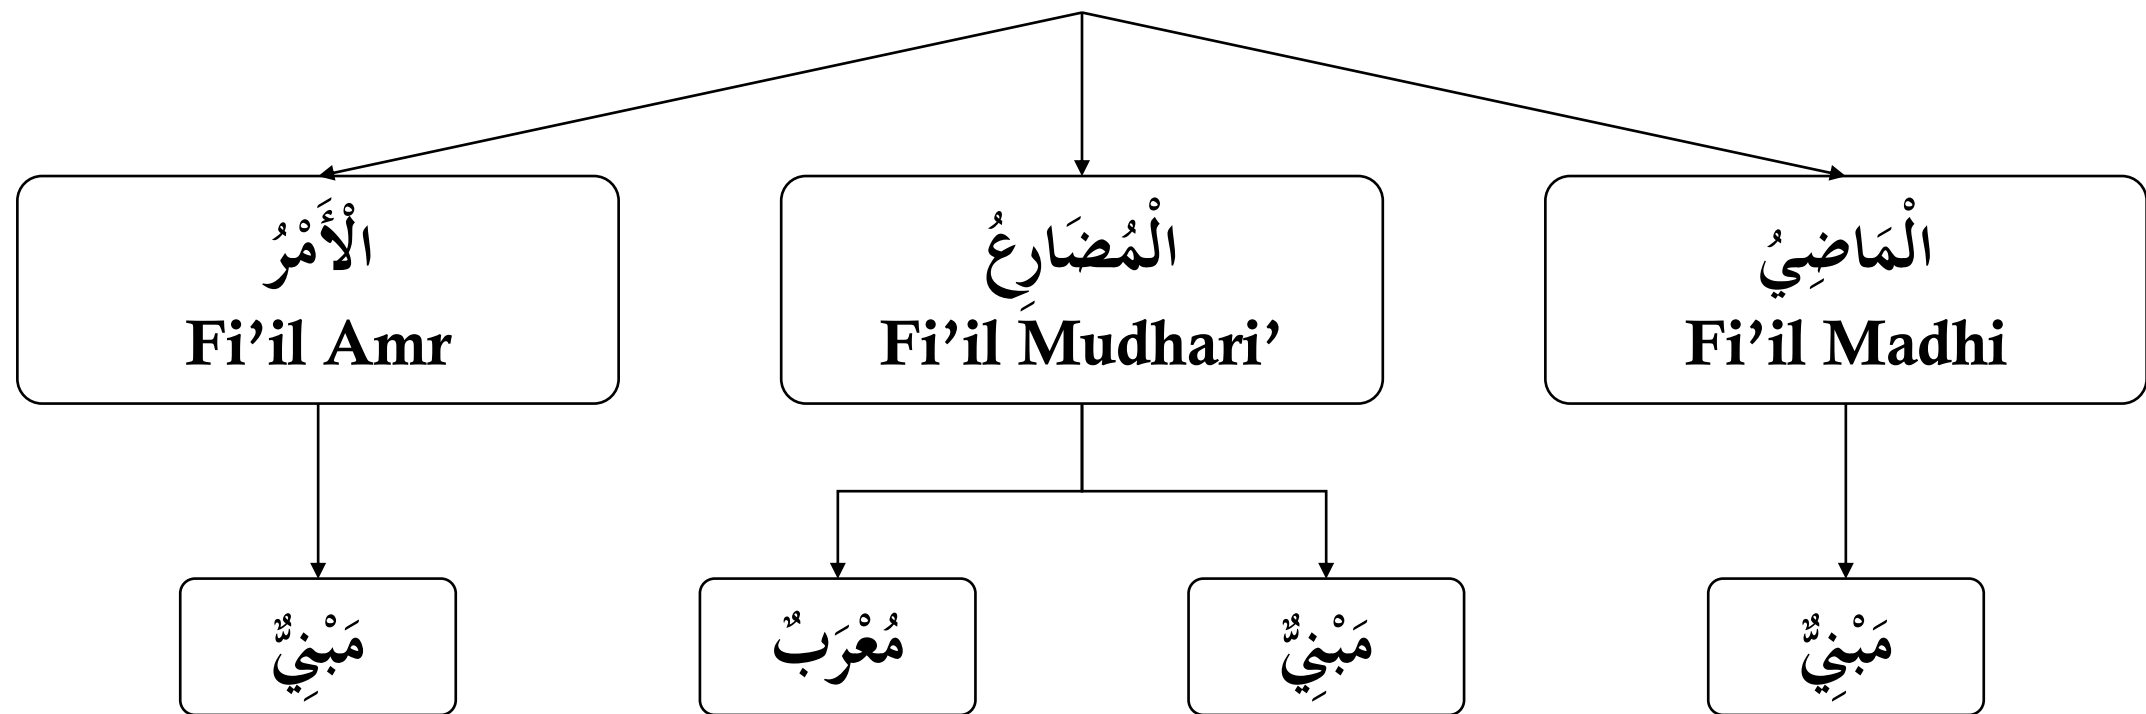 الْمَاضِيُ
Fi’il Madhi
الْمُضَارِعُ
Fi’il Mudhari’
الْأَمْرُ
Fi’il Amr
مَبْنِيٌّ
مَبْنِيٌّ
مُعْرَبٌ
مَبْنِيٌّ